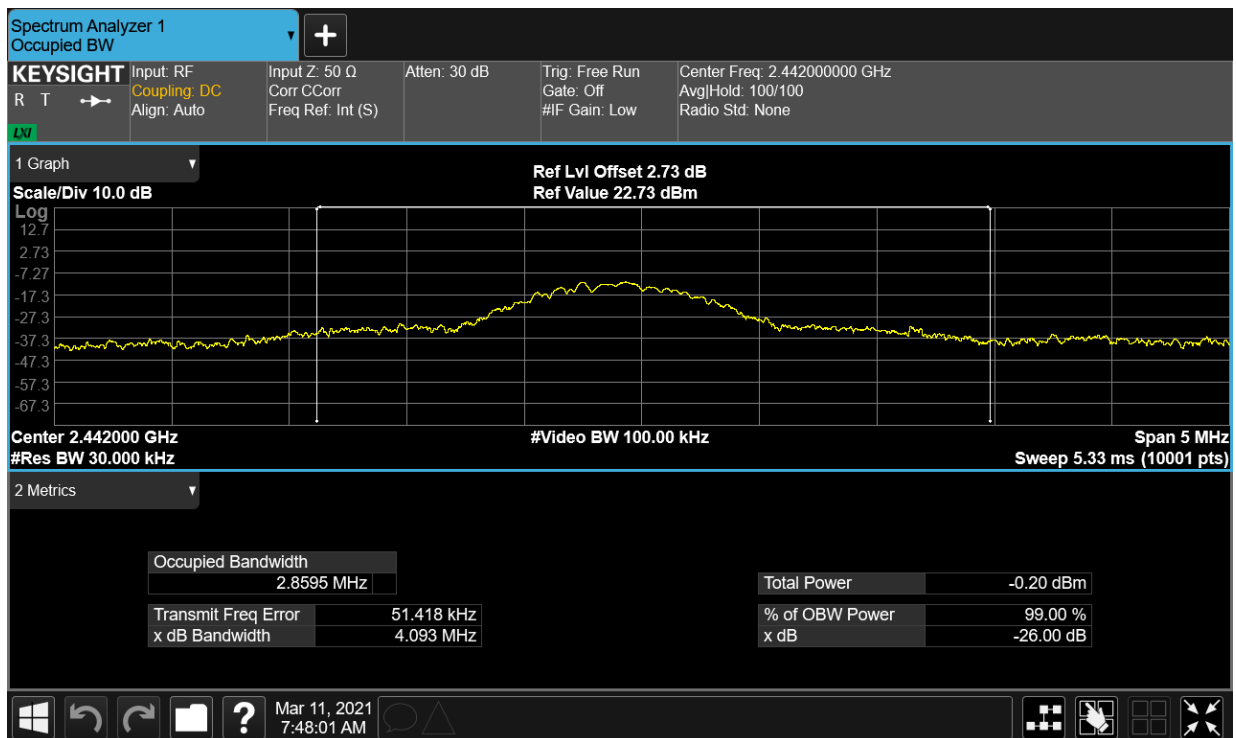 Spectrum Analyzer 1
Occupied BW
KEYSIGHT
R T
LXI
Input: RF
Coupling: DC
Align: Auto
Input Z: 50 Ω
Corr CCorr
Freq Ref: Int (S)
Atten: 30 dB
Trig: Free Run
Gate: Off
#IF Gain: Low
Center Freq: 2.442000000 GHz
Avg|Hold: 100/100
Radio Std: None
1 Graph
Scale/Div 10.0 dB
Ref Lvl Offset 2.73 dB
Ref Value 22.73 dBm
Log
12.7
2.73
-7.27
-17.3
-27.3
-37.3
-47.3
-57.3
-67.3
Center 2.442000 GHz
#Video BW 100.00 kHz
Span 5 MHz
#Res BW 30.000 kHz
Sweep 5.33 ms (10001 pts)
2 Metrics
Occupied Bandwidth
2.8595 MHz
Total Power -0.20 dBm
Transmit Freq Error 51.418 kHz
% of OBW Power 99.00 %
x dB Bandwidth 4.093 MHz
x dB -26.00 dB
?
Mar 11, 2021
7:48:01 AM